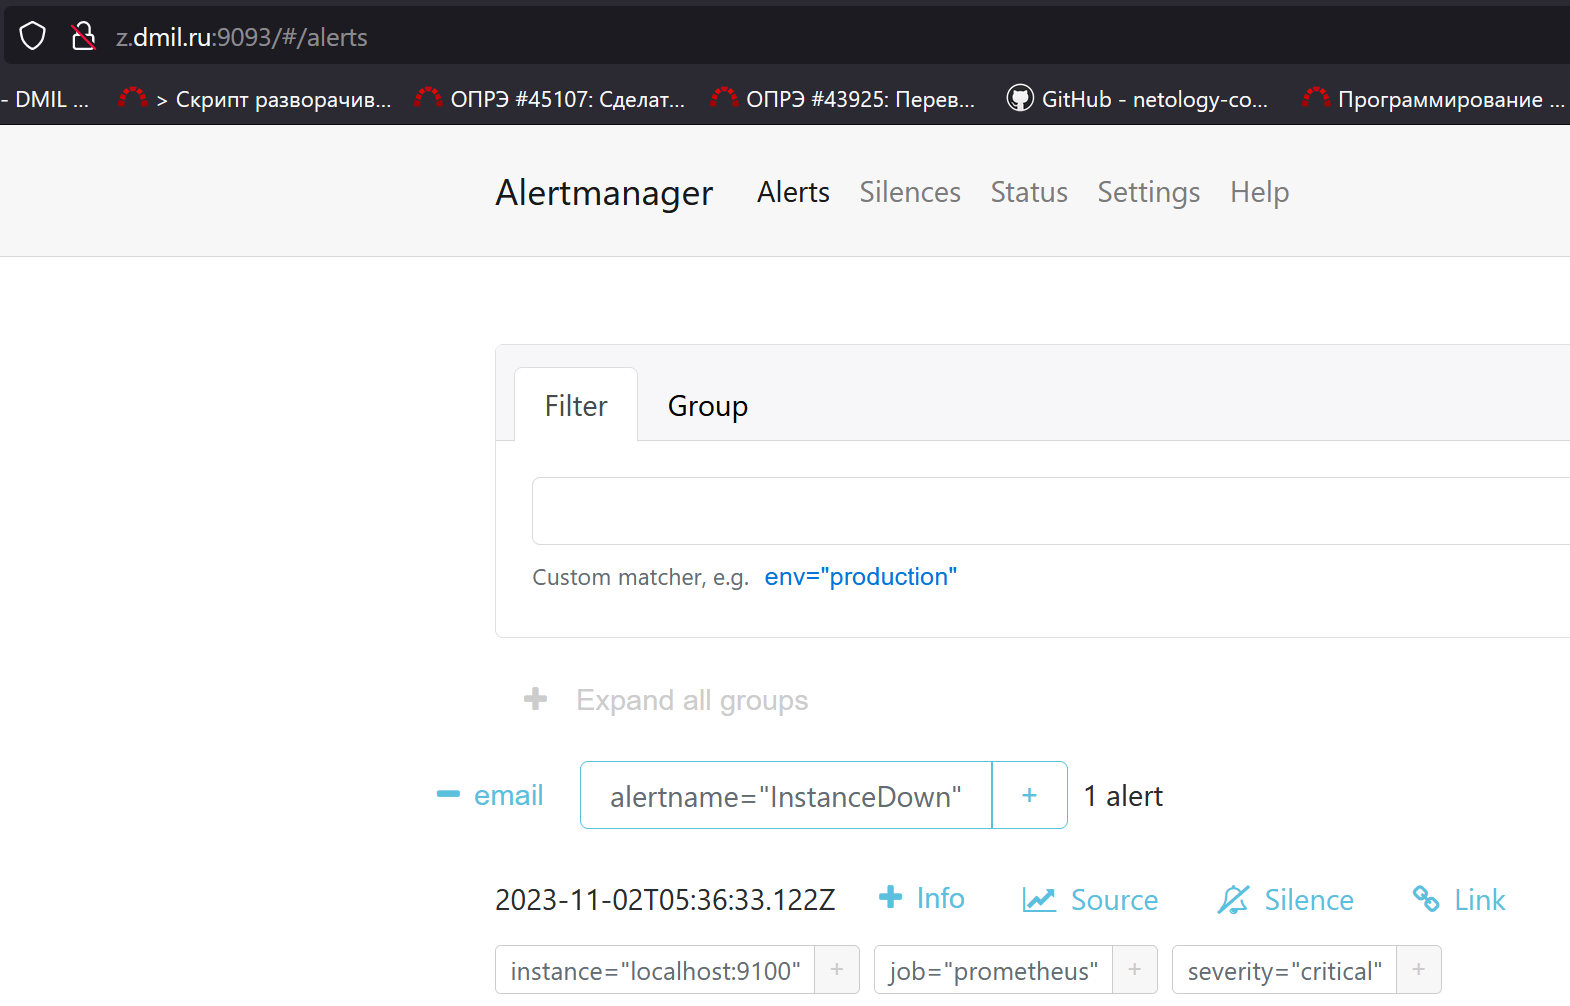 z.dmil.ru:9093/#/alerts
- DMIL ... > Скрипт разворачив... ОПРЭ #45107: Сделат... ОПРЭ #43925: Перев... GitHub - netology-co... Программирование ...
Alertmanager Alerts Silences Status Settings Help
Filter Group
Custom matcher, e.g. env="production"
+ Expand all groups
− email alertname="InstanceDown" + 1 alert
2023-11-02T05:36:33.122Z + Info Source Silence Link
instance="localhost:9100" + job="prometheus" + severity="critical" +